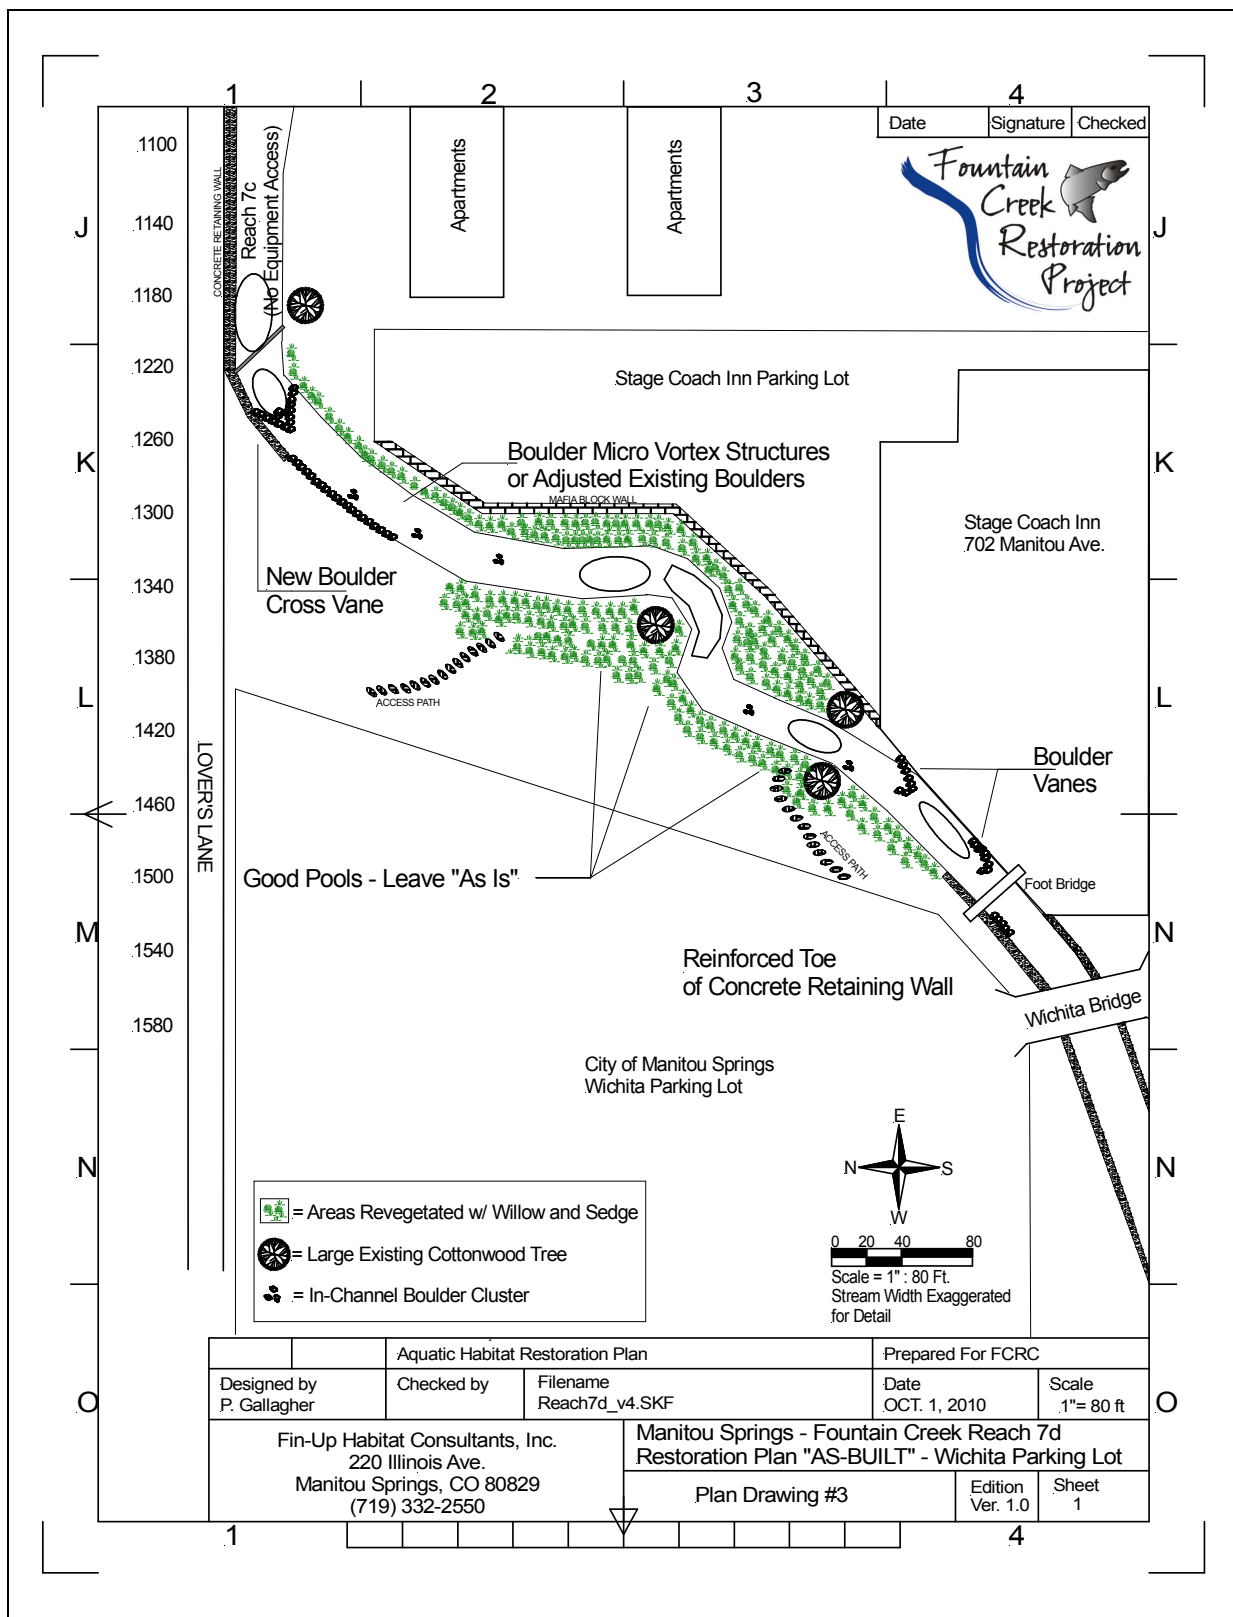 1
2
3
4
Date
Signature
Checked
Fountain
Creek
Restoration
Project
J
J
K
K
L
L
M
N
N
N
O
O
1100
1140
1180
1220
1260
1300
1340
1380
1420
1460
1500
1540
1580
LOVER'S LANE
CONCRETE RETAINING WALL
Reach 7c
(No Equipment Access)
Apartments
Apartments
Stage Coach Inn Parking Lot
Boulder Micro Vortex Structures
or Adjusted Existing Boulders
MAFIA BLOCK WALL
Stage Coach Inn
702 Manitou Ave.
New Boulder
Cross Vane
ACCESS PATH
Boulder
Vanes
ACCESS PATH
Good Pools - Leave "As Is"
Foot Bridge
Reinforced Toe
of Concrete Retaining Wall
Wichita Bridge
City of Manitou Springs
Wichita Parking Lot
E
N
S
W
0 20 40 80
Scale = 1" : 80 Ft.
Stream Width Exaggerated
for Detail
= Areas Revegetated w/ Willow and Sedge
= Large Existing Cottonwood Tree
= In-Channel Boulder Cluster
Aquatic Habitat Restoration Plan
Prepared For FCRC
Designed by
P. Gallagher
Checked by
Filename
Reach7d_v4.SKF
Date
OCT. 1, 2010
Scale
1"= 80 ft
Fin-Up Habitat Consultants, Inc.
220 Illinois Ave.
Manitou Springs, CO 80829
(719) 332-2550
Manitou Springs - Fountain Creek Reach 7d
Restoration Plan "AS-BUILT" - Wichita Parking Lot
Plan Drawing #3
Edition
Ver. 1.0
Sheet
1
1
4